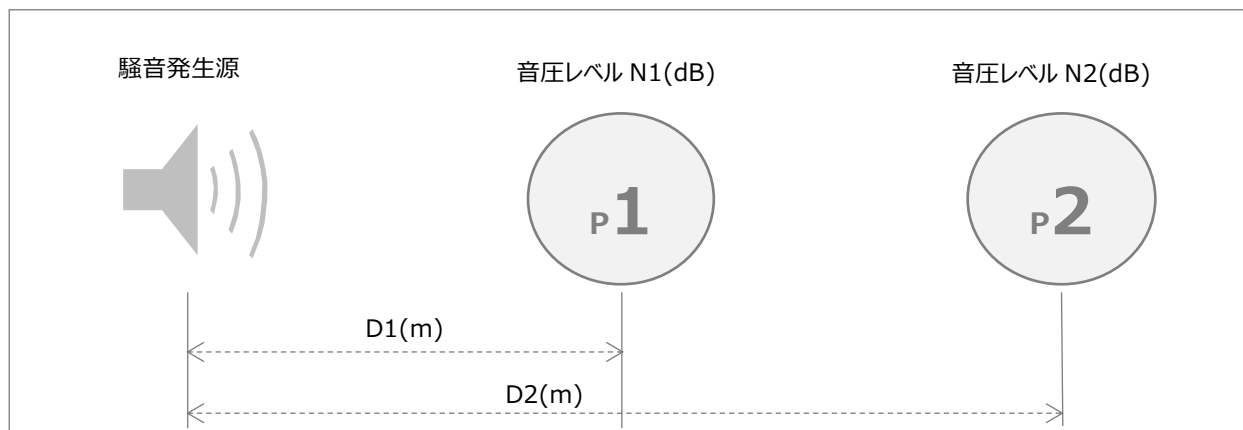 騒音発生源
音圧レベル N1(dB)
音圧レベル N2(dB)
P1
P2
D1(m)
D2(m)